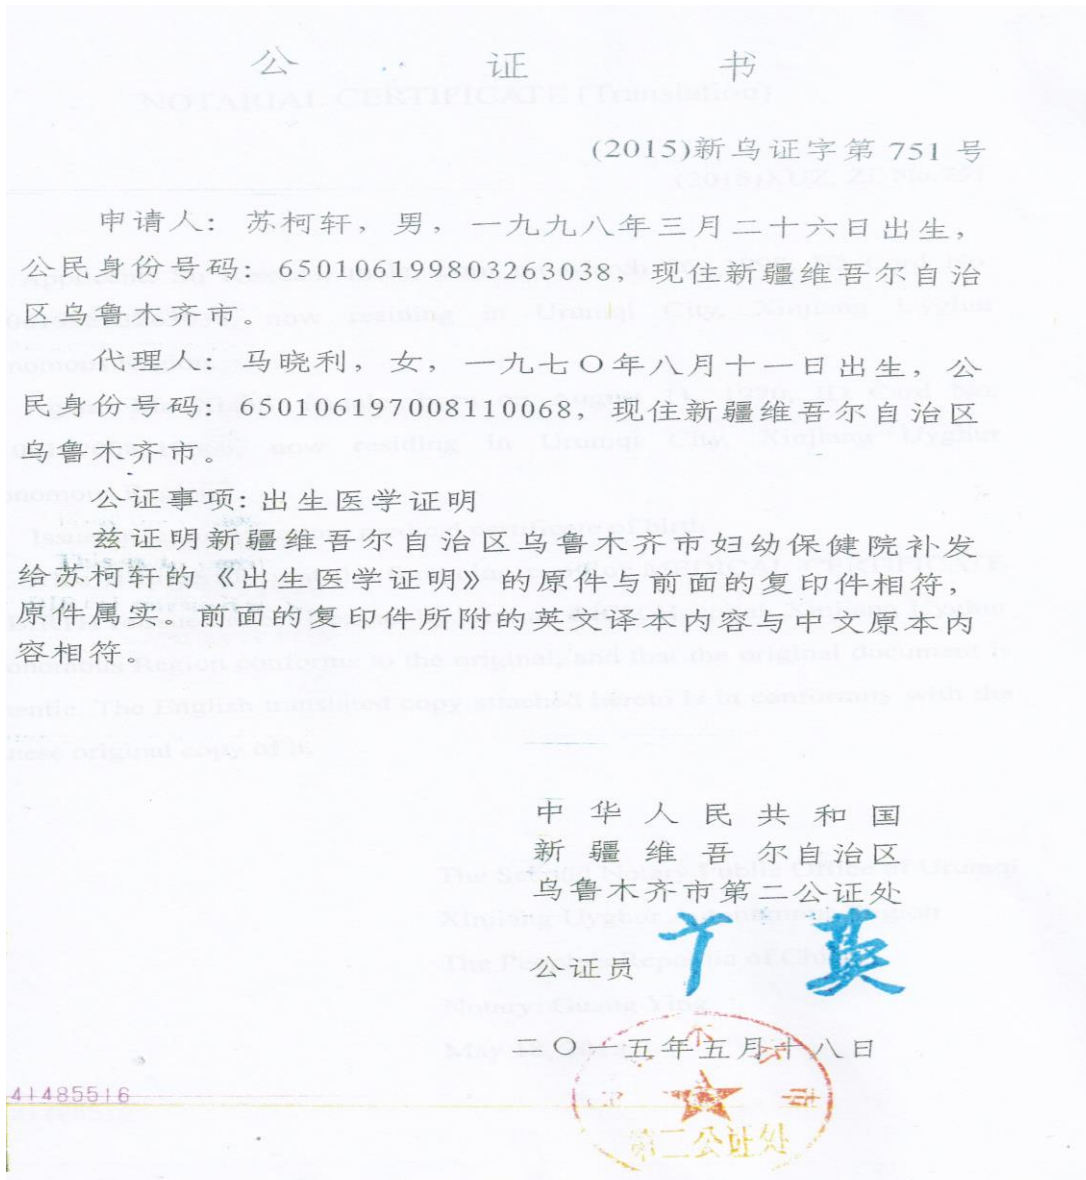 公证书
(2015)新乌证字第 751 号
申请人：苏柯轩，男，一九九八年三月二十六日出生，
公民身份号码：650106199803263038，现住新疆维吾尔自治
区乌鲁木齐市。
代理人：马晓利，女，一九七〇年八月十一日出生，公
民身份号码：650106197008110068，现住新疆维吾尔自治区
乌鲁木齐市。
公证事项：出生医学证明
兹证明新疆维吾尔自治区乌鲁木齐市妇幼保健院补发
给苏柯轩的《出生医学证明》的原件与前面的复印件相符，
原件属实。前面的复印件所附的英文译本内容与中文原本内
容相符。
中华人民共和国
新疆维吾尔自治区
乌鲁木齐市第二公证处
公证员
二〇一五年五月十八日
41485516
第二公证处